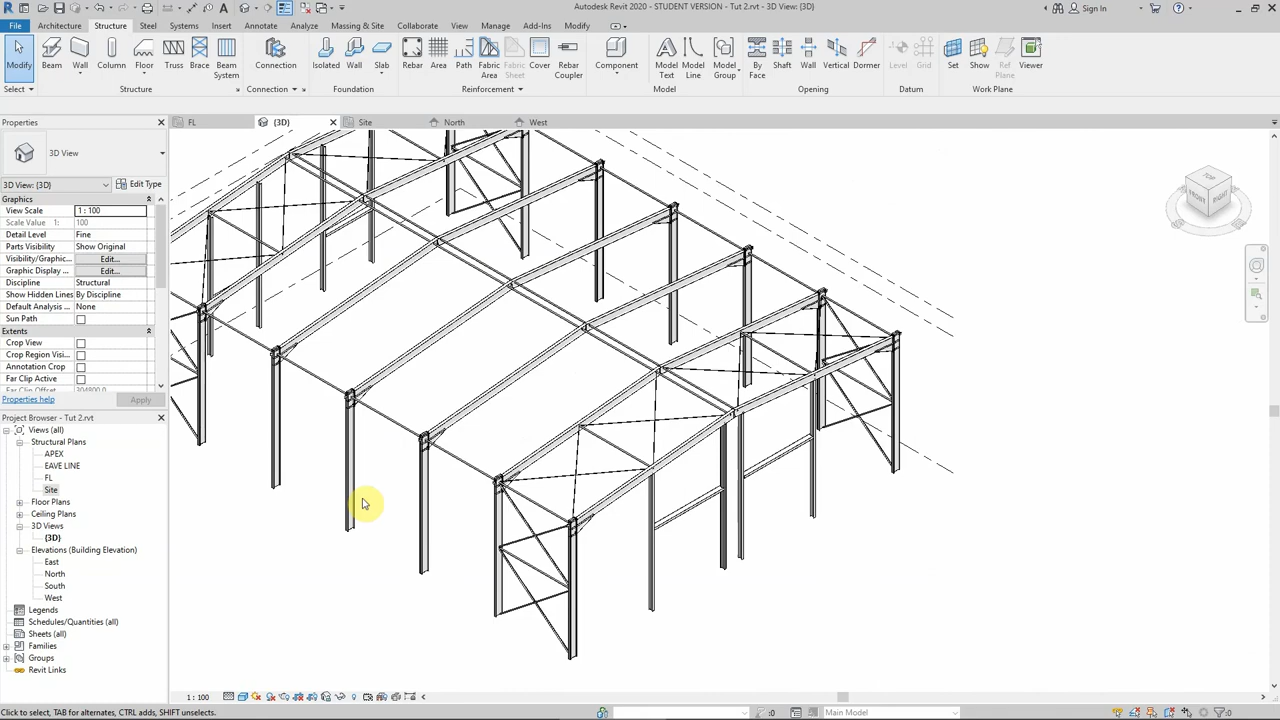 Autodesk Revit 2020 - STUDENT VERSION - Tut 2.rvt - 3D View: {3D}
Sign In
File Architecture Structure Steel Systems Insert Annotate Analyze Massing & Site Collaborate View Manage Add-Ins Modify
Modify Beam Wall Column Floor Truss Brace Beam System Connection Isolated Wall Slab Rebar Area Path Fabric Area Fabric Sheet Cover Rebar Coupler Component Model Text Model Line Model Group By Face Shaft Wall Vertical Dormer Level Grid Set Show Ref Plane Viewer
Select Structure Connection Foundation Reinforcement Model Opening Datum Work Plane
Properties
FL {3D} Site North West
3D View
3D View: {3D} Edit Type
Graphics
View Scale 1 : 100
Scale Value 1: 100
Detail Level Fine
Parts Visibility Show Original
Visibility/Graphic... Edit...
Graphic Display ... Edit...
Discipline Structural
Show Hidden Lines By Discipline
Default Analysis ... None
Sun Path
Extents
Crop View
Crop Region Visi...
Annotation Crop
Far Clip Active
Far Clip Offset 304800.0
Properties help Apply
Project Browser - Tut 2.rvt
Views (all)
Structural Plans
APEX
EAVE LINE
FL
Site
Floor Plans
Ceiling Plans
3D Views
{3D}
Elevations (Building Elevation)
East
North
South
West
Legends
Schedules/Quantities (all)
Sheets (all)
Families
Groups
Revit Links
TOP
FRONT
RIGHT
1 : 100
Click to select, TAB for alternates, CTRL adds, SHIFT unselects.
:0
Main Model
:0